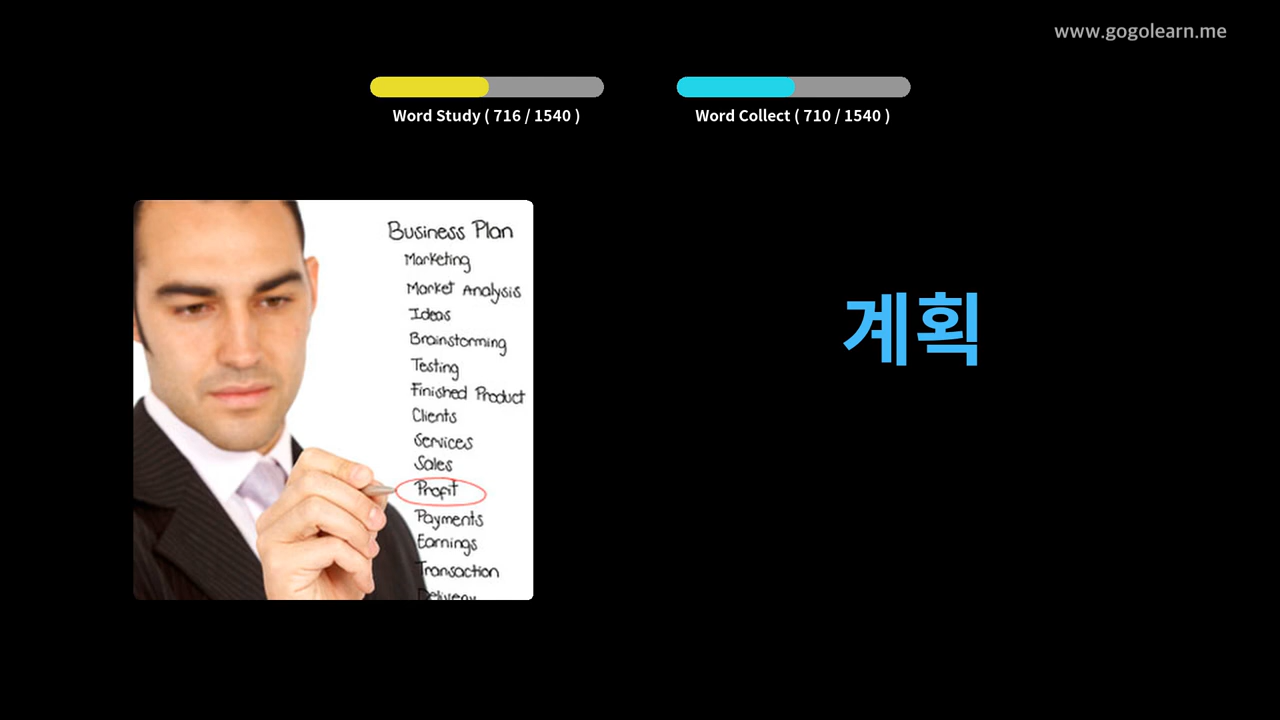 www.gogolearn.me
Word Study ( 716 / 1540 )
Word Collect ( 710 / 1540 )
Business Plan
Marketing
Market Analysis
Ideas
Brainstorming
Testing
Finished Product
Clients
Services
Sales
Profit
Payments
Earnings
Transaction
Delivery
계획